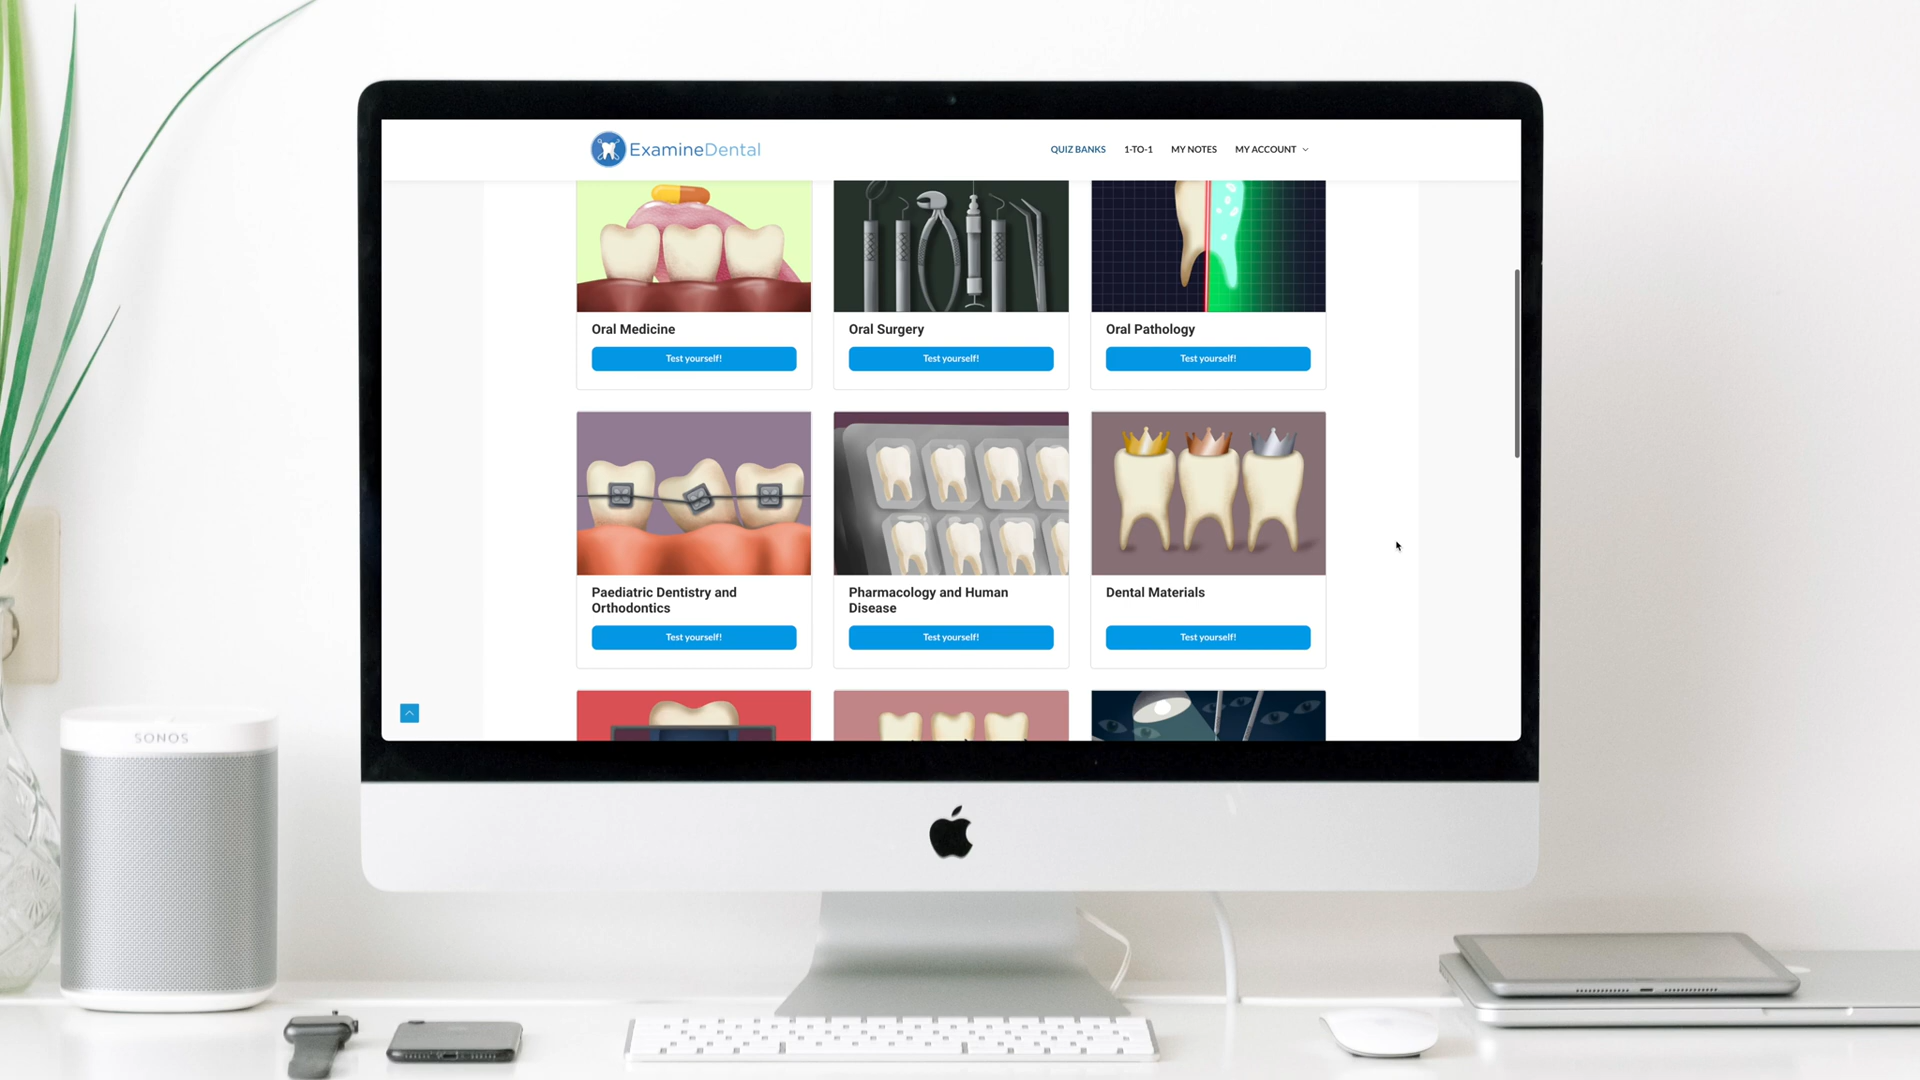 ExamineDental
QUIZ BANKS 1-TO-1 MY NOTES MY ACCOUNT
Oral Medicine
Test yourself!
Oral Surgery
Test yourself!
Oral Pathology
Test yourself!
Paediatric Dentistry and
Orthodontics
Test yourself!
Pharmacology and Human
Disease
Test yourself!
Dental Materials
Test yourself!
SONOS